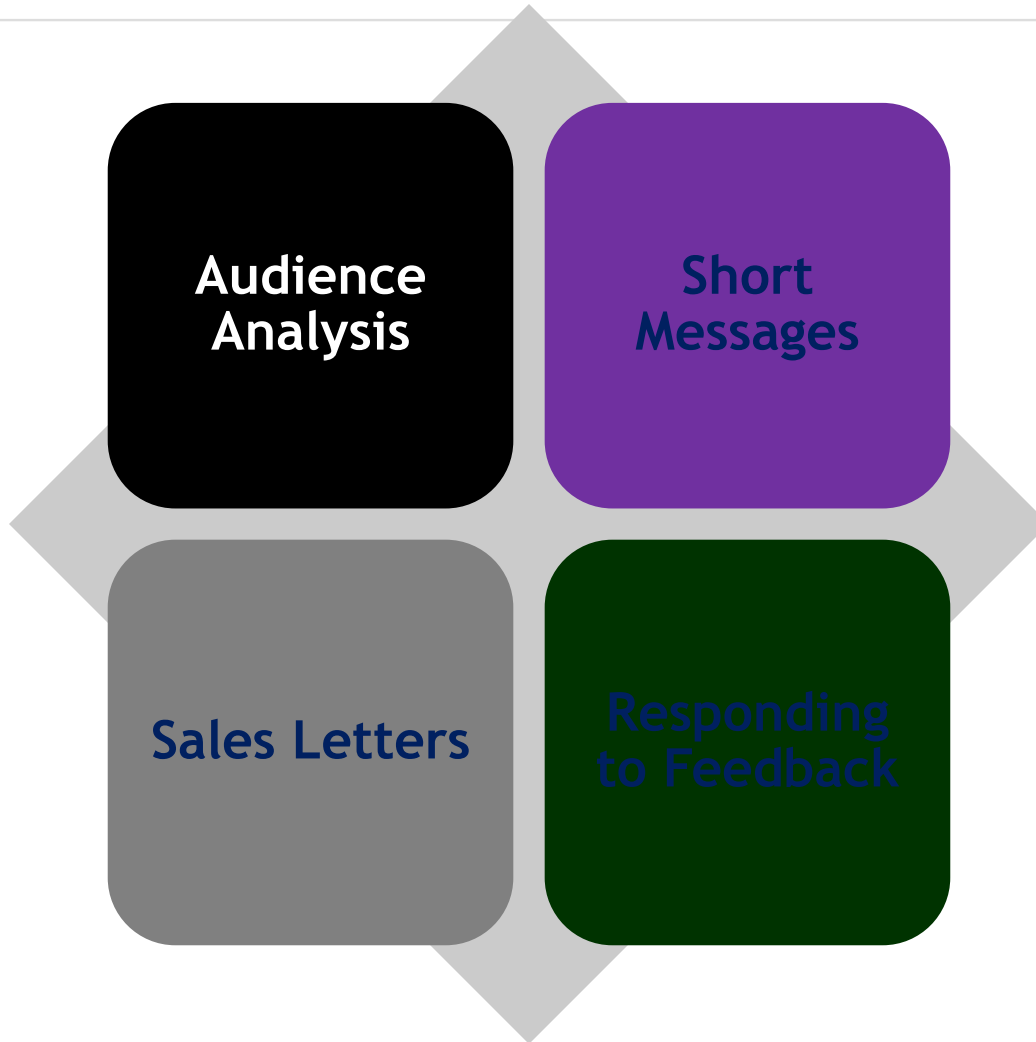 Audience
Analysis
Short
Messages
Sales Letters
Responding
to Feedback